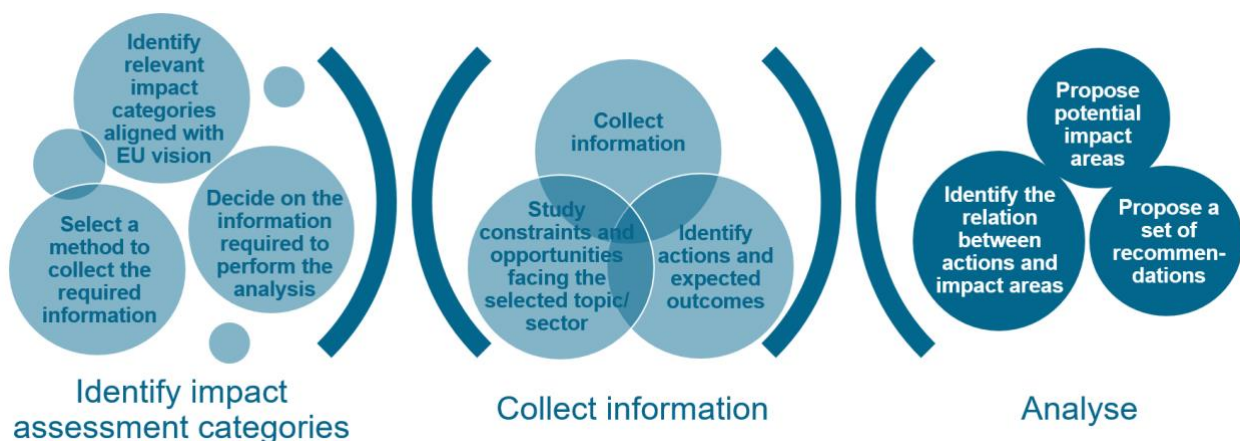 Identify
relevant
impact
categories
aligned with
EU vision
Select a
method to
collect the
required
information
Decide on the
information
required to
perform the
analysis
Identify impact
assessment categories
Collect
information
Study
constraints and
opportunities
facing the
selected topic/
sector
Identify
actions and
expected
outcomes
Collect information
Propose
potential
impact
areas
Identify the
relation
between
actions and
impact areas
Propose a
set of
recommen-
dations
Analyse